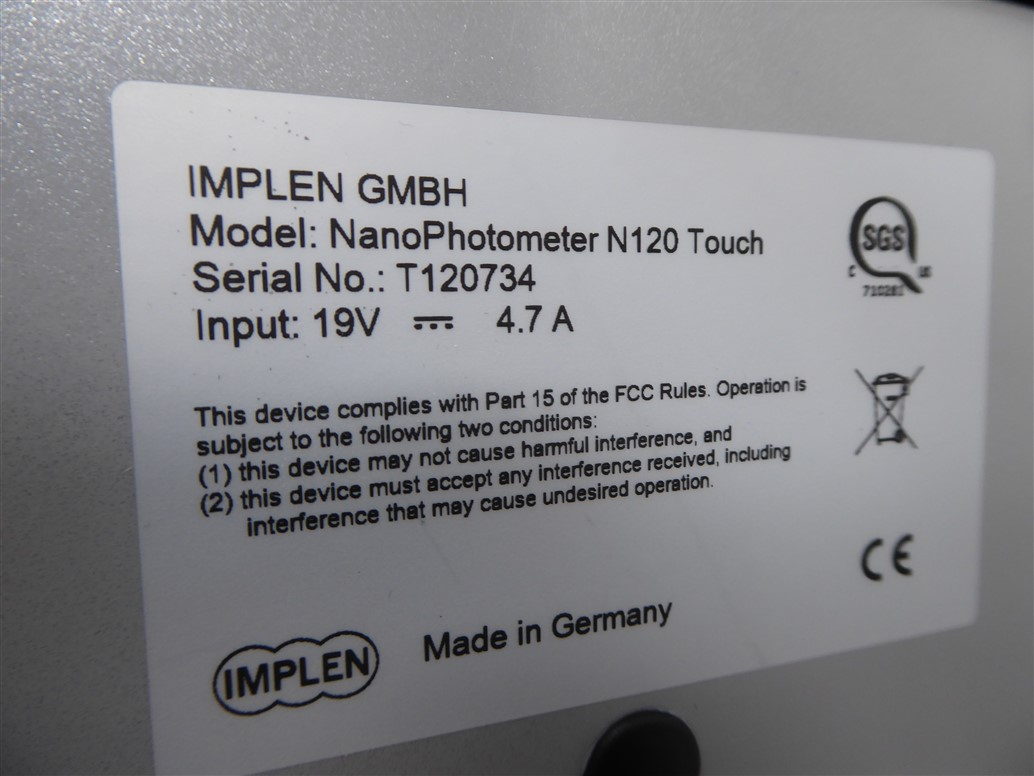 IMPLEN GMBH
Model: NanoPhotometer N120 Touch
Serial No.: T120734
Input: 19V ⎓ 4.7 A
SGS
C US
710281
This device complies with Part 15 of the FCC Rules. Operation is
subject to the following two conditions:
(1) this device may not cause harmful interference, and
(2) this device must accept any interference received, including
interference that may cause undesired operation.
CE
IMPLEN
Made in Germany